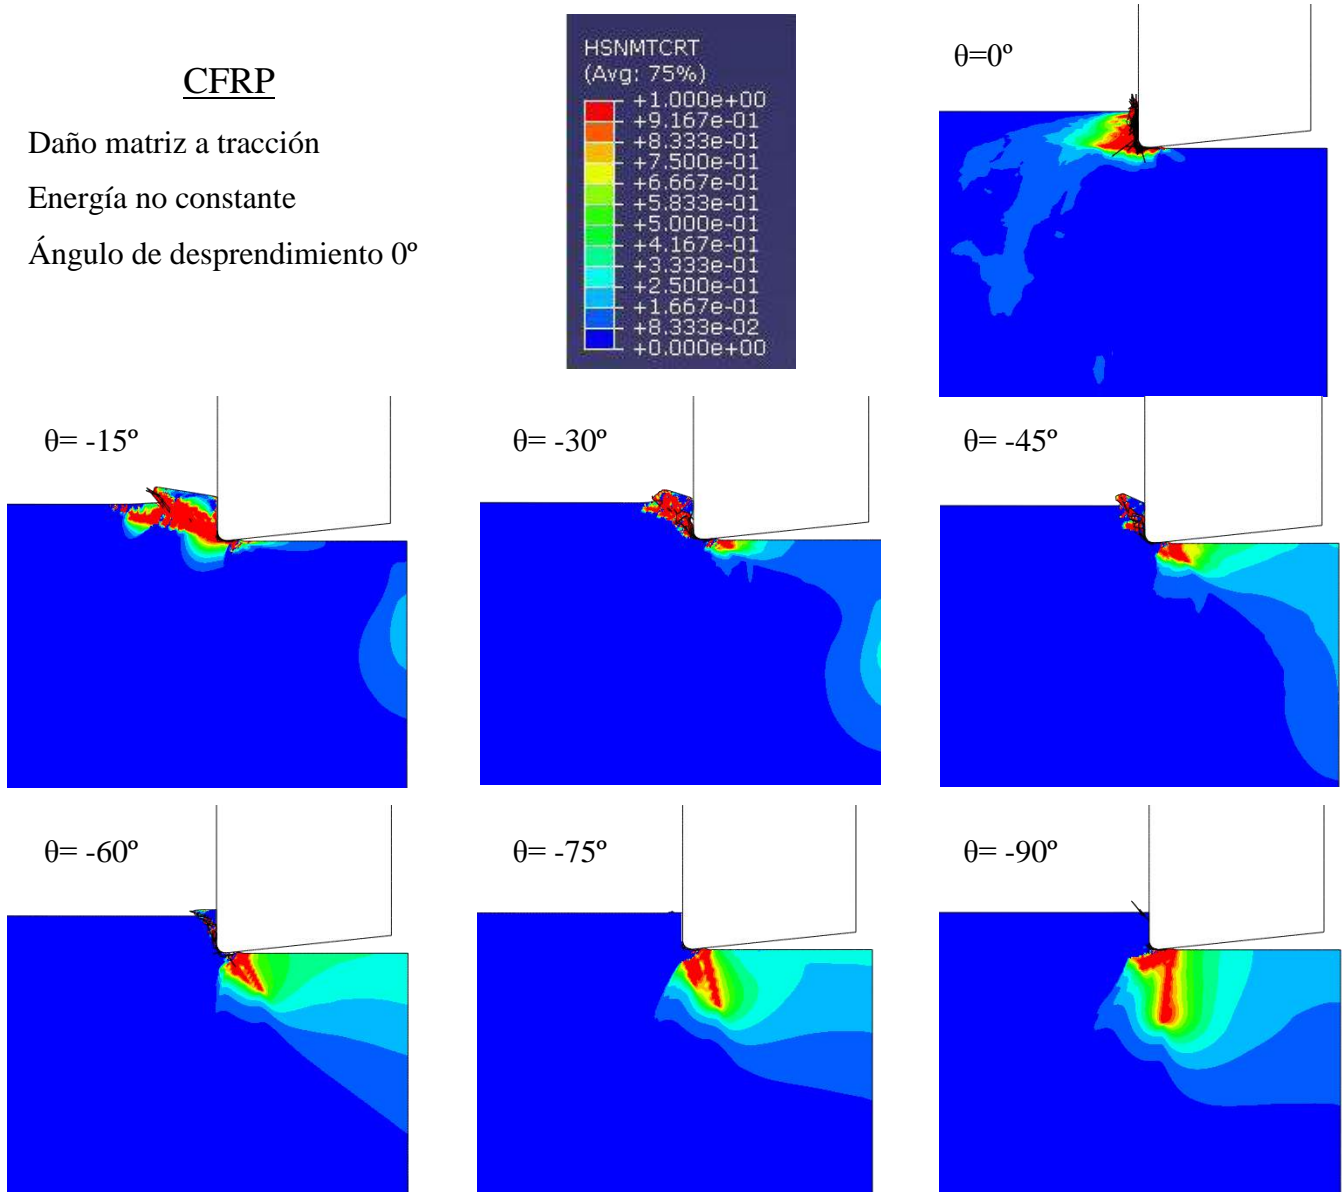 CFRP
Daño matriz a tracción
Energía no constante
Ángulo de desprendimiento 0º
HSNMTCRT
(Avg: 75%)
+1.000e+00
+9.167e-01
+8.333e-01
+7.500e-01
+6.667e-01
+5.833e-01
+5.000e-01
+4.167e-01
+3.333e-01
+2.500e-01
+1.667e-01
+8.333e-02
+0.000e+00
θ=0º
θ= -15º
θ= -30º
θ= -45º
θ= -60º
θ= -75º
θ= -90º